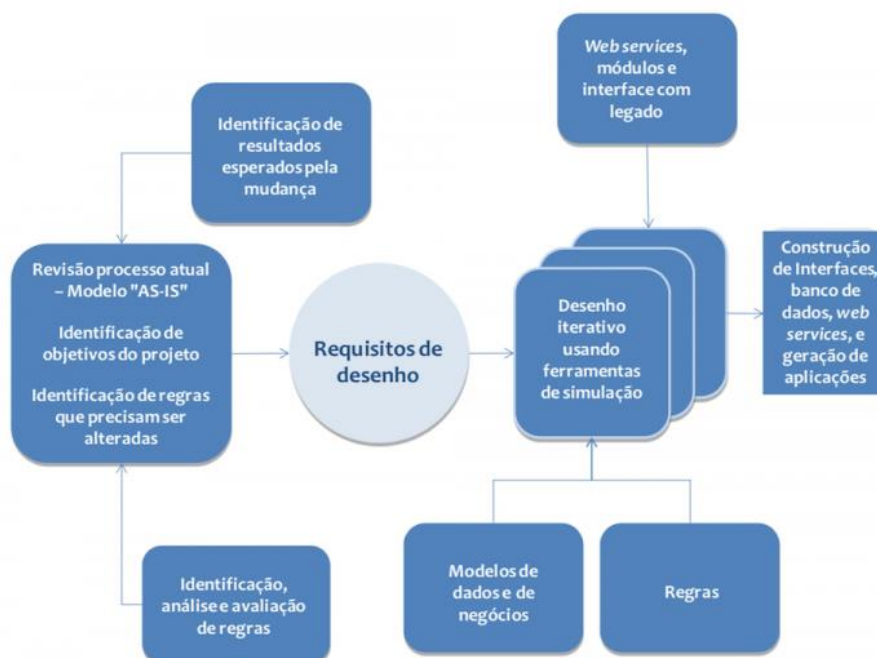 Web services,
módulos e
interface com
legado
Identificação de
resultados
esperados pela
mudança
Revisão processo atual
– Modelo "AS-IS"
Identificação de
objetivos do projeto
Identificação de regras
que precisam ser
alteradas
Requisitos de
desenho
Desenho
iterativo
usando
ferramentas
de simulação
Construção
de Interfaces,
banco de
dados, web
services, e
geração de
aplicações
Identificação,
análise e avaliação
de regras
Modelos de
dados e de
negócios
Regras